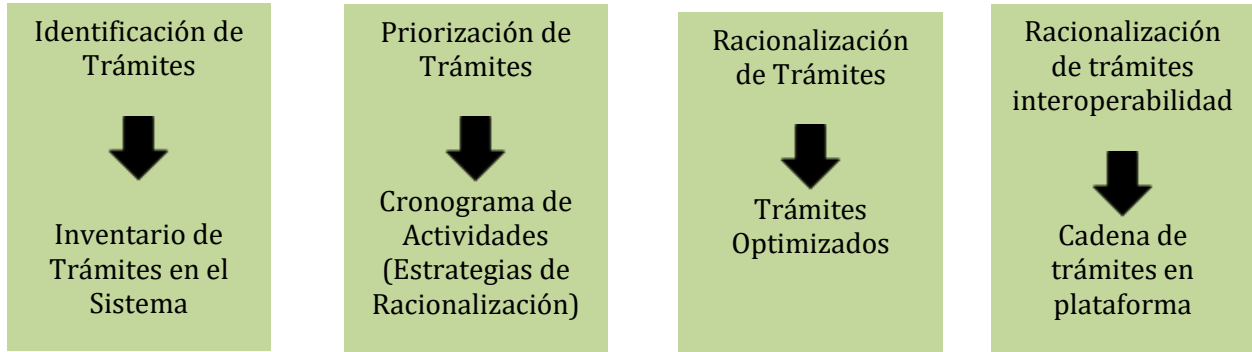 Identificación de
Trámites
Inventario de
Trámites en el
Sistema
Priorización de
Trámites
Cronograma de
Actividades
(Estrategias de
Racionalización)
Racionalización
de Trámites
Trámites
Optimizados
Racionalización
de trámites
interoperabilidad
Cadena de
trámites en
plataforma